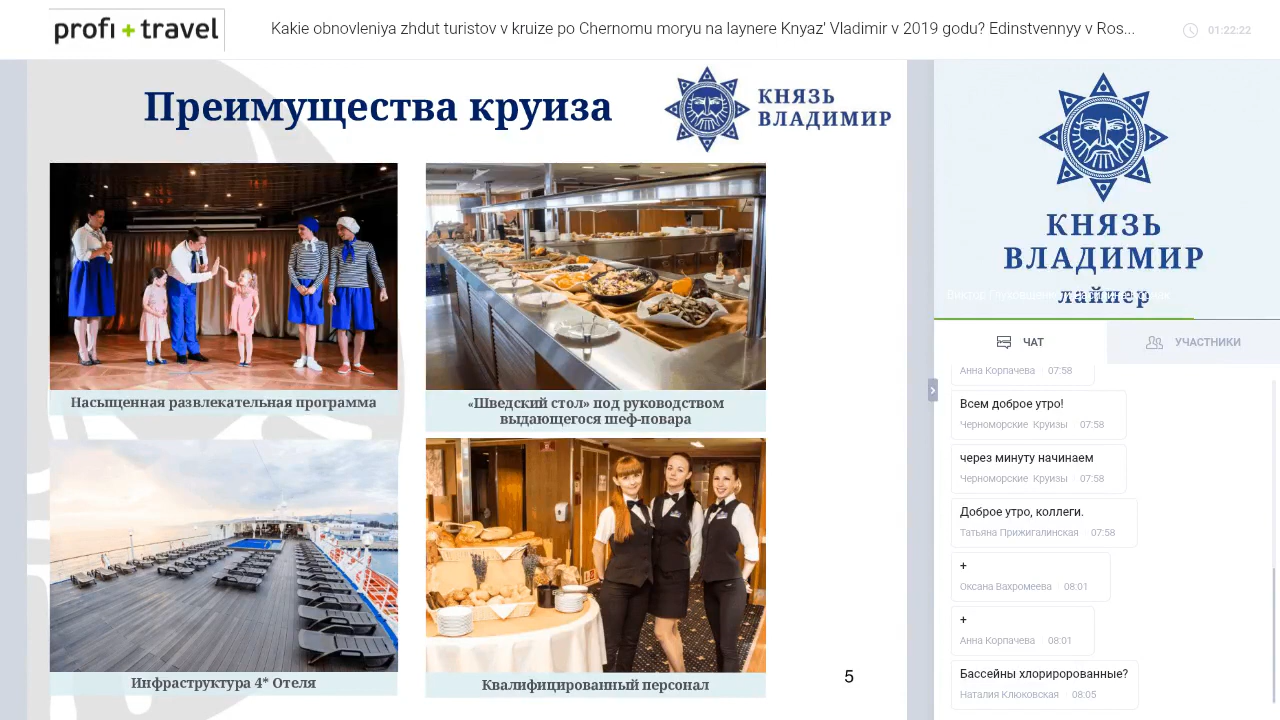 profi + travel
Kakie obnovleniya zhdut turistov v kruize po Chernomu moryu na laynere Knyaz' Vladimir v 2019 godu? Edinstvennyy v Ros...
01:22:22
Преимущества круиза
КНЯЗЬ
ВЛАДИМИР
Насыщенная развлекательная программа
«Шведский стол» под руководством
выдающегося шеф-повара
Инфраструктура 4* Отеля
Квалифицированный персонал
5
КНЯЗЬ
ВЛАДИМИР
лайнер
ЧАТ
УЧАСТНИКИ
Анна Корпачева 07:58
Всем доброе утро!
Черноморские Круизы 07:58
через минуту начинаем
Черноморские Круизы 07:58
Доброе утро, коллеги.
Татьяна Прижигалинская 07:58
+
Оксана Вахромеева 08:01
+
Анна Корпачева 08:01
Бассейны хлорированные?
Наталия Клюковская 08:05